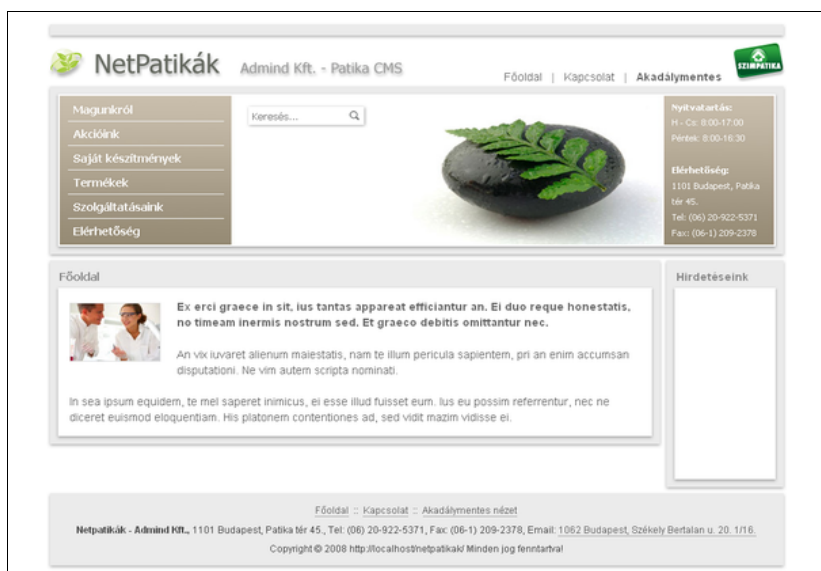 NetPatikák Admind Kft. - Patika CMS
Főoldal | Kapcsolat | Akadálymentes
SZIMPATIKA
Magunkról
Akcióink
Saját készítmények
Termékek
Szolgáltatásaink
Elérhetőség
Keresés...
Nyitvatartás:
H - Cs: 8:00-17:00
Péntek: 8:00-16:30
Elérhetőség:
1101 Budapest, Patika
tér 45.
Tel: (06) 20-922-5371
Fax: (06-1) 209-2378
Főoldal
Ex erci graece in sit, ius tantas appareat efficiantur an. Ei duo reque honestatis,
no timeam inermis nostrum sed. Et graeco debitis omittantur nec.
An vix iuvaret alienum maiestatis, nam te illum pericula sapientem, pri an enim accumsan
disputationi. Ne vim autem scripta nominati.
In sea ipsum equidem, te mel saperet inimicus, ei esse illud fuisset eum. Ius eu possim referrentur, nec ne
diceret euismod eloquentiam. His platonem contentiones ad, sed vidit mazim vidisse ei.
Hirdetéseink
Főoldal :: Kapcsolat :: Akadálymentes nézet
Netpatikák - Admind Kft., 1101 Budapest, Patika tér 45., Tel: (06) 20-922-5371, Fax: (06-1) 209-2378, Email: 1062 Budapest, Székely Bertalan u. 20. 1/16.
Copyright © 2008 http://localhost/netpatikak/ Minden jog fenntartva!